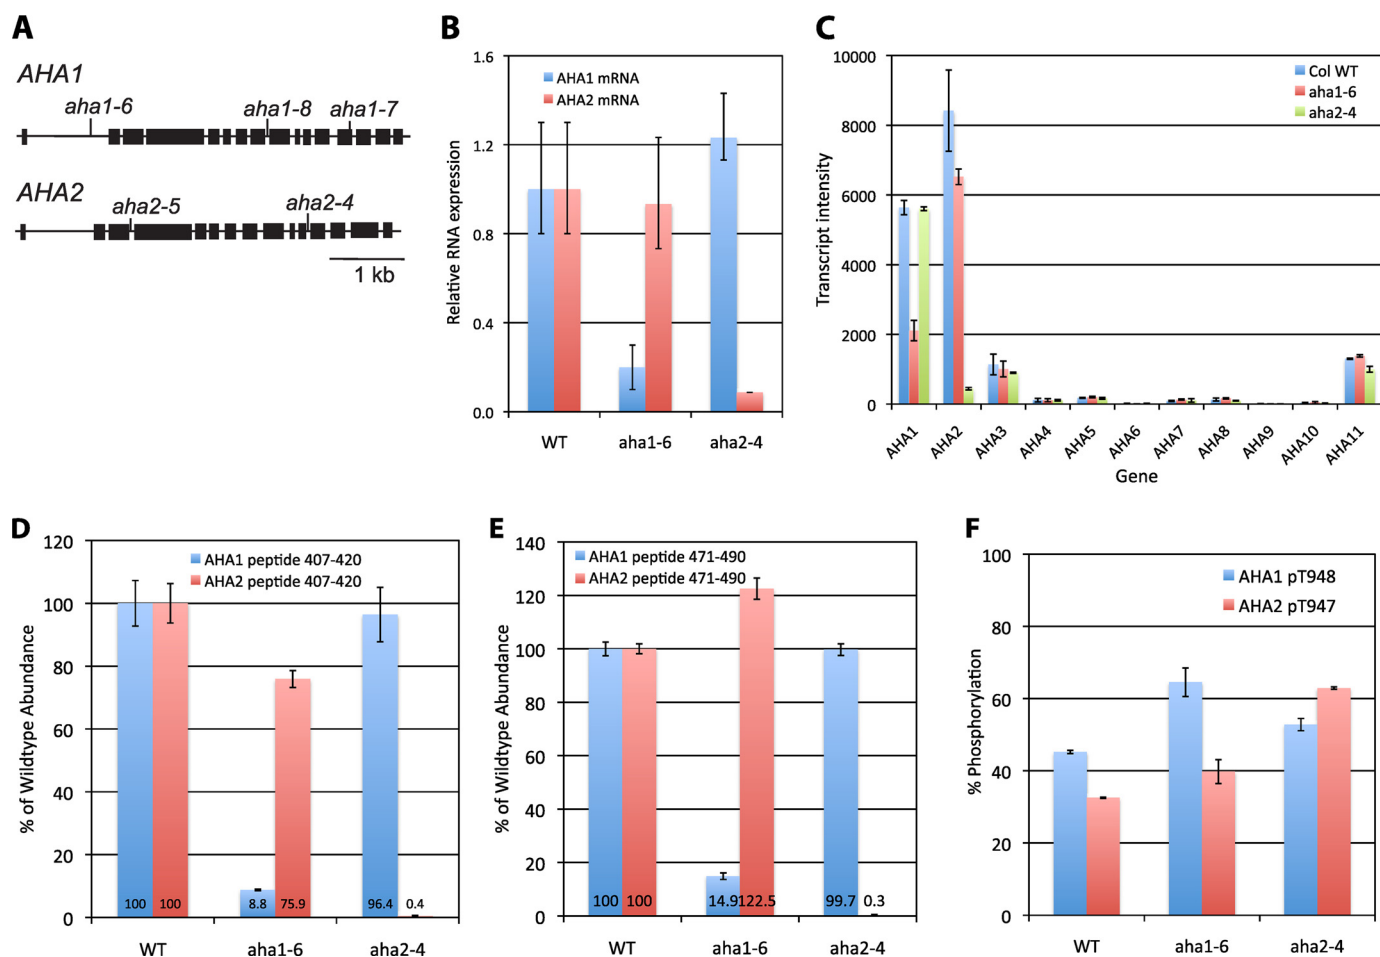 A
AHA1
aha1-6
aha1-8
aha1-7
AHA2
aha2-5
aha2-4
1 kb
B
1.6
1.2
0.8
0.4
0.0
Relative RNA expression
AHA1 mRNA
AHA2 mRNA
WT
aha1-6
aha2-4
C
10000
8000
6000
4000
2000
0
Transcript intensity
Col WT
aha1-6
aha2-4
AHA1
AHA2
AHA3
AHA4
AHA5
AHA6
AHA7
AHA8
AHA9
AHA10
AHA11
Gene
D
120
100
80
60
40
20
0
% of Wildtype Abundance
AHA1 peptide 407-420
AHA2 peptide 407-420
100
100
8.8
75.9
96.4
0.4
WT
aha1-6
aha2-4
E
140
120
100
80
60
40
20
0
% of Wildtype Abundance
AHA1 peptide 471-490
AHA2 peptide 471-490
100
100
14.9
122.5
99.7
0.3
WT
aha1-6
aha2-4
F
100
80
60
40
20
0
% Phosphorylation
AHA1 pT948
AHA2 pT947
WT
aha1-6
aha2-4